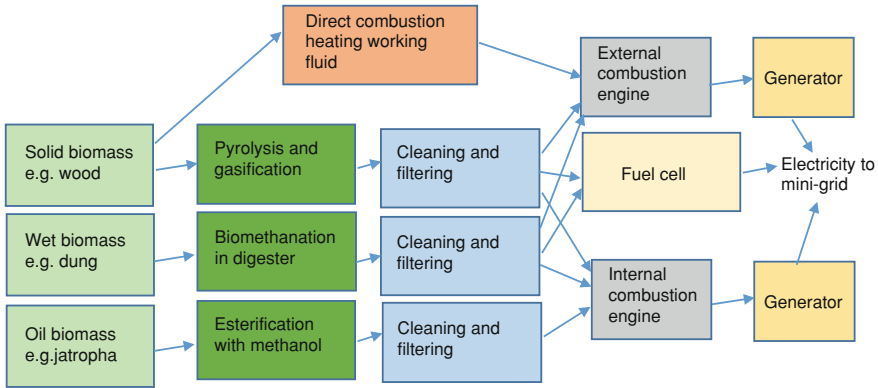 Direct combustion
heating working
fluid
External
combustion
engine
Generator
Solid biomass
e.g. wood
Pyrolysis and
gasification
Cleaning and
filtering
Fuel cell
Electricity to
mini-grid
Wet biomass
e.g. dung
Biomethanation
in digester
Cleaning and
filtering
Internal
combustion
engine
Generator
Oil biomass
e.g.jatropha
Esterification
with methanol
Cleaning and
filtering